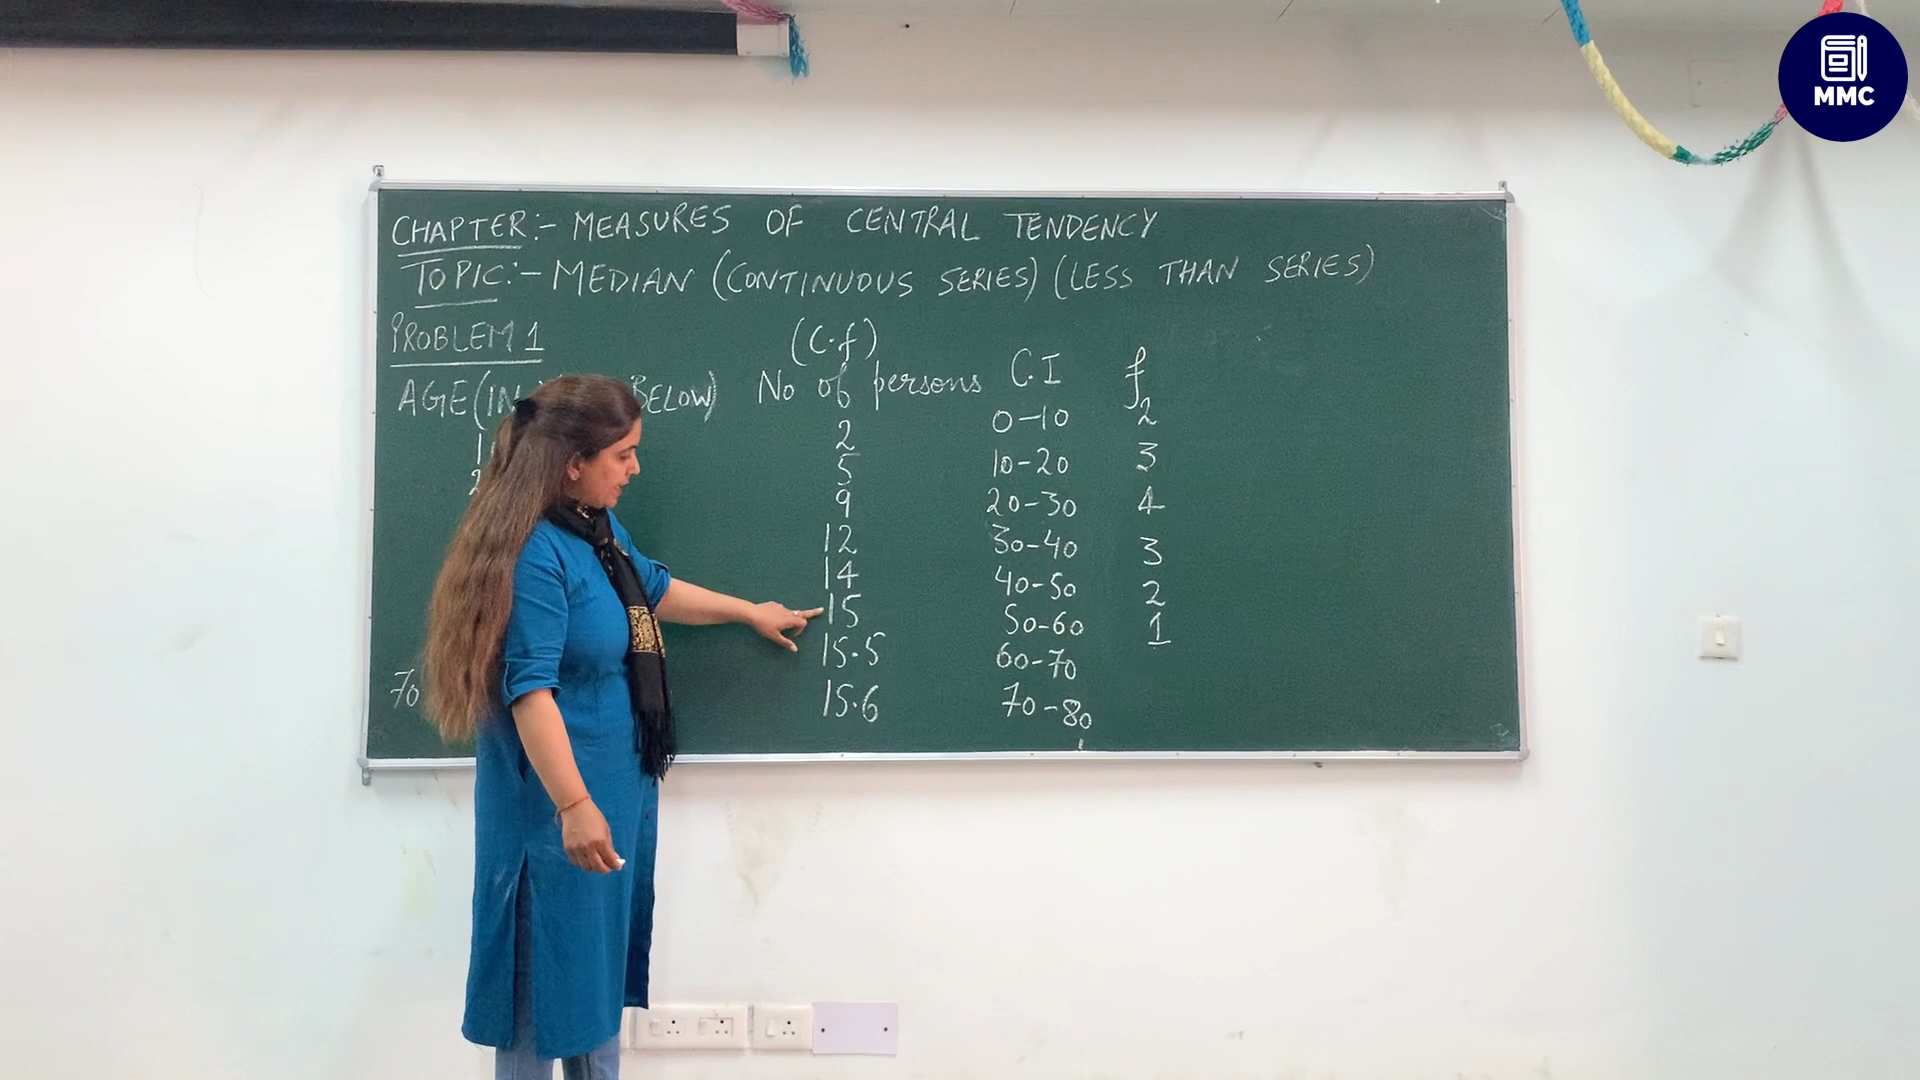 MMC
CHAPTER:- MEASURES OF CENTRAL TENDENCY
TOPIC:- MEDIAN (CONTINUOUS SERIES) (LESS THAN SERIES)
PROBLEM 1 (C.f)
AGE (IN BELOW) No of persons C.I f
2 0-10 2
5 10-20 3
9 20-30 4
12 30-40 3
14 40-50 2
15 50-60 1
15.5 60-70
70 15.6 70-80